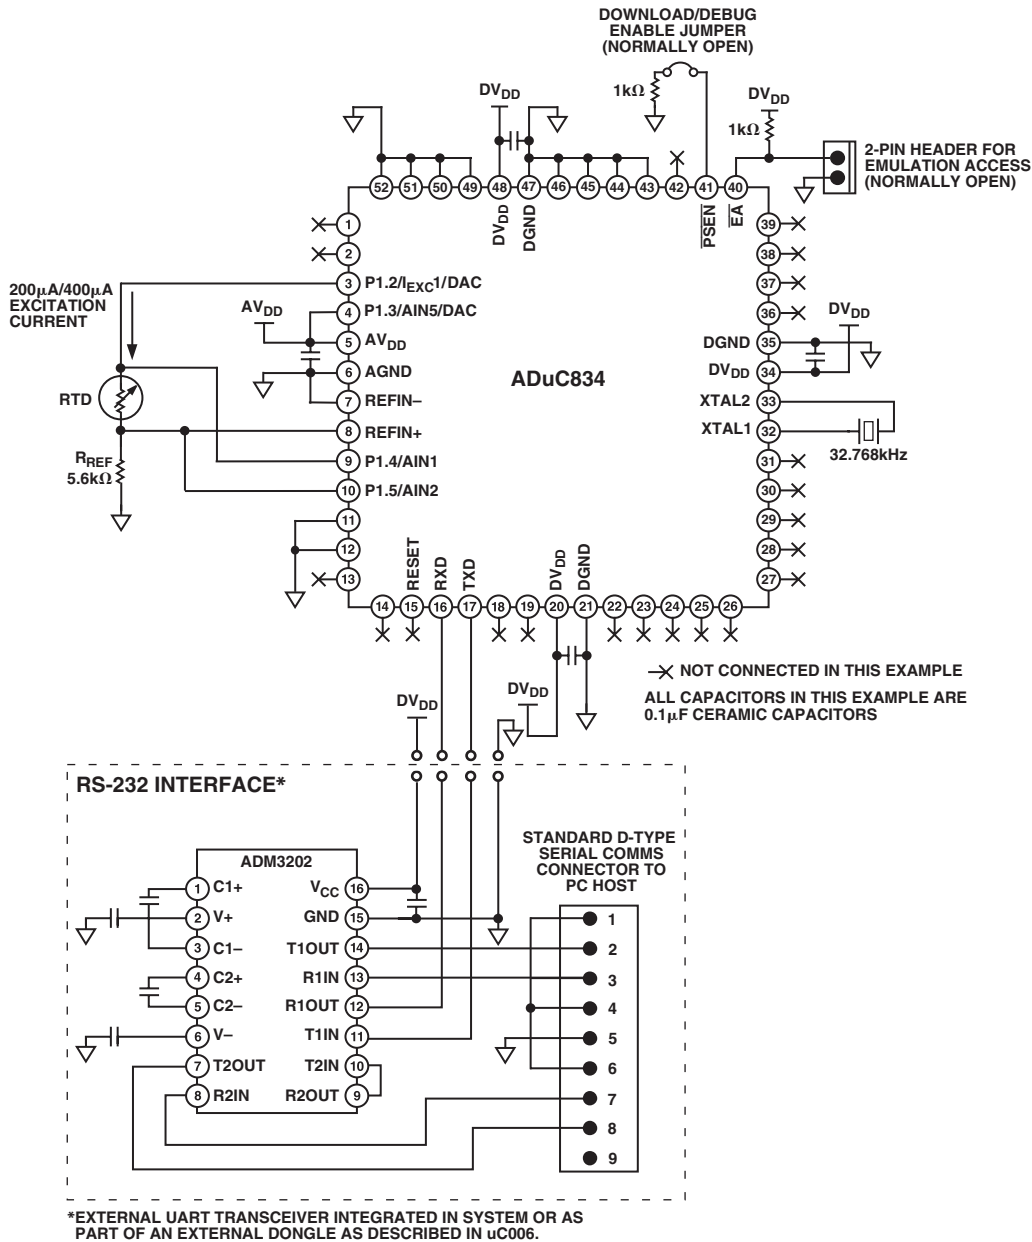 DOWNLOAD/DEBUG
ENABLE JUMPER
(NORMALLY OPEN)
DVDD
1kΩ
DVDD
1kΩ
2-PIN HEADER FOR
EMULATION ACCESS
(NORMALLY OPEN)
52 51 50 49 48 47 46 45 44 43 42 41 40
DVDD
DGND
PSEN
EA
1
2
3 P1.2/IEXC1/DAC
4 P1.3/AIN5/DAC
5 AVDD
6 AGND
7 REFIN–
8 REFIN+
9 P1.4/AIN1
10 P1.5/AIN2
11
12
13
200μA/400μA
EXCITATION
CURRENT
AVDD
RTD
RREF
5.6kΩ
ADuC834
39
38
37
36
DGND 35
DVDD 34
XTAL2 33
XTAL1 32
31
30
29
28
27
DVDD
32.768kHz
RESET
RXD
TXD
DVDD
DGND
14 15 16 17 18 19 20 21 22 23 24 25 26
NOT CONNECTED IN THIS EXAMPLE
ALL CAPACITORS IN THIS EXAMPLE ARE
0.1μF CERAMIC CAPACITORS
DVDD
DVDD
RS-232 INTERFACE*
ADM3202
1 C1+
2 V+
3 C1–
4 C2+
5 C2–
6 V–
7 T2OUT
8 R2IN
VCC 16
GND 15
T1OUT 14
R1IN 13
R1OUT 12
T1IN 11
T2IN 10
R2OUT 9
STANDARD D-TYPE
SERIAL COMMS
CONNECTOR TO
PC HOST
1
2
3
4
5
6
7
8
9
*EXTERNAL UART TRANSCEIVER INTEGRATED IN SYSTEM OR AS
PART OF AN EXTERNAL DONGLE AS DESCRIBED IN uC006.